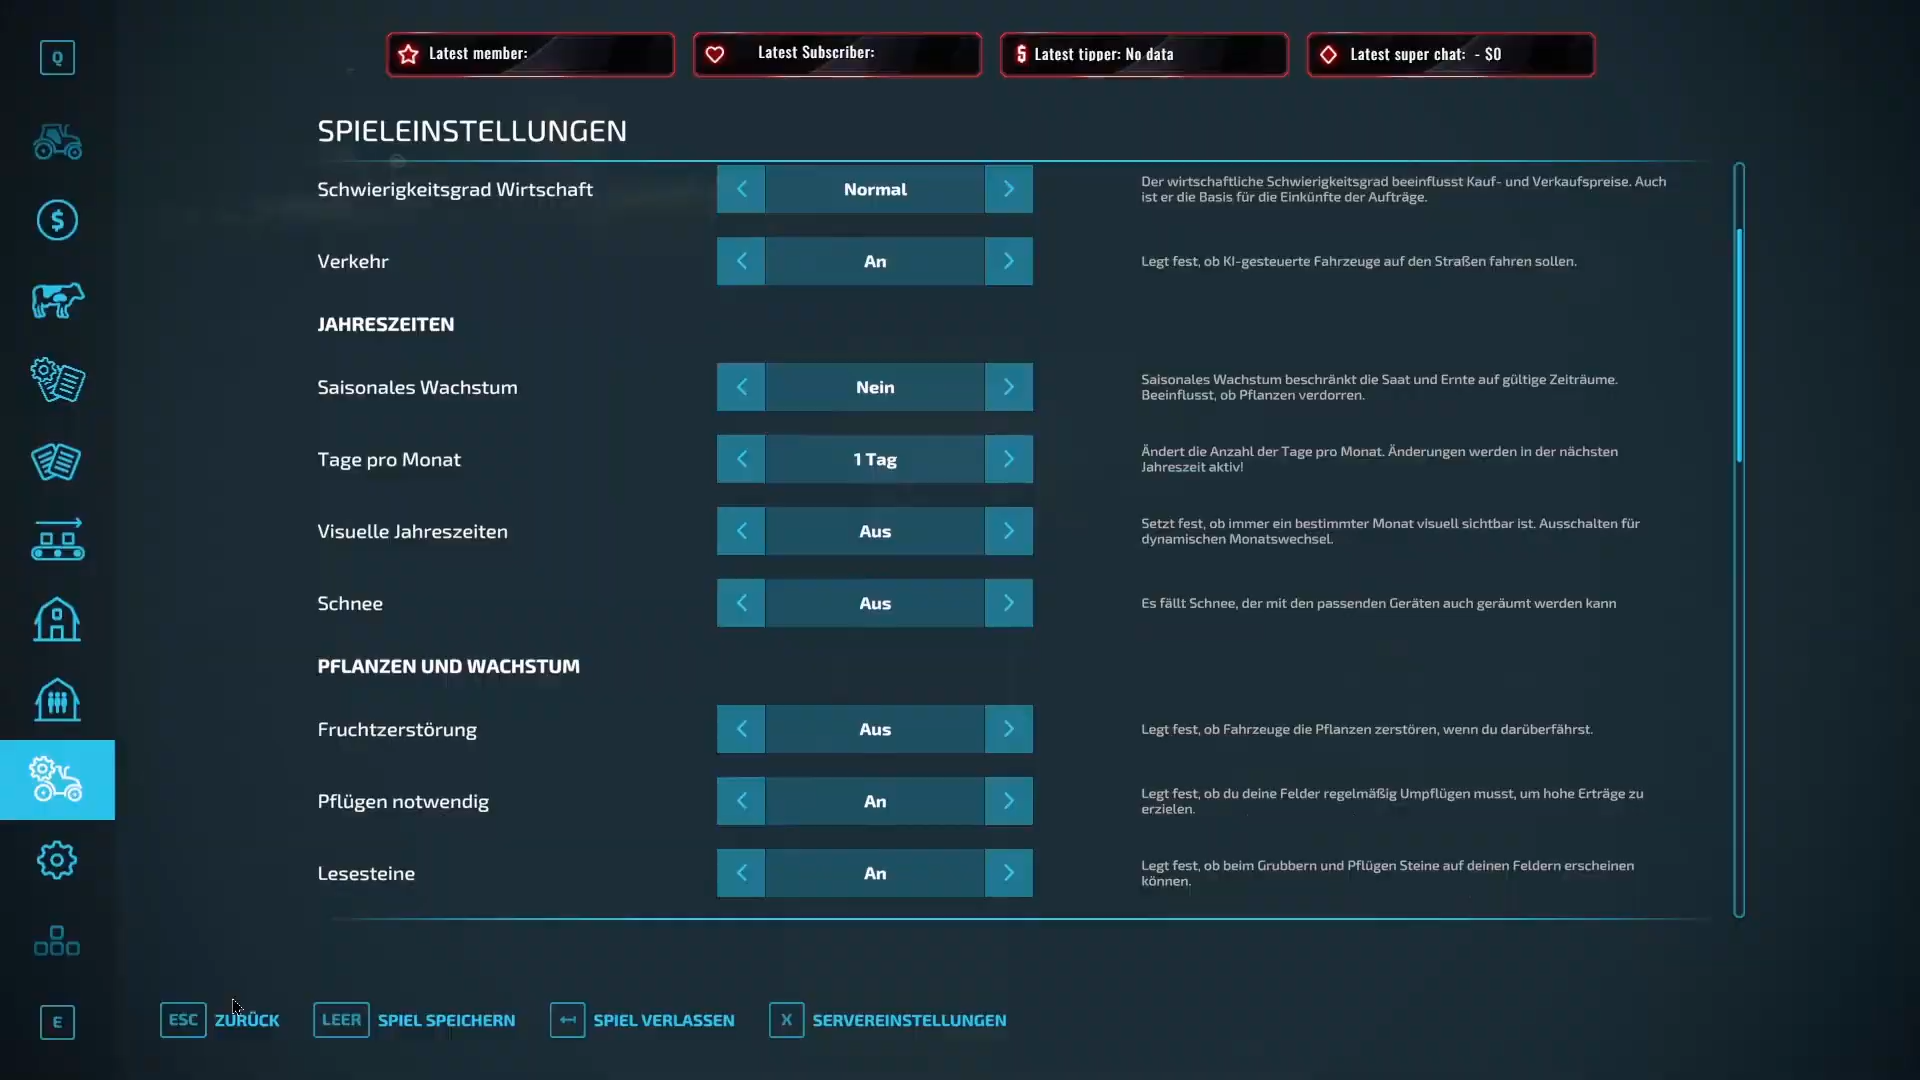 Q
Latest member:
Latest Subscriber:
$ Latest tipper: No data
Latest super chat: - $0
SPIELEINSTELLUNGEN
Schwierigkeitsgrad Wirtschaft
Normal
Der wirtschaftliche Schwierigkeitsgrad beeinflusst Kauf- und Verkaufspreise. Auch
ist er die Basis für die Einkünfte der Aufträge.
Verkehr
An
Legt fest, ob KI-gesteuerte Fahrzeuge auf den Straßen fahren sollen.
JAHRESZEITEN
Saisonales Wachstum
Nein
Saisonales Wachstum beschränkt die Saat und Ernte auf gültige Zeiträume.
Beeinflusst, ob Pflanzen verdorren.
Tage pro Monat
1 Tag
Ändert die Anzahl der Tage pro Monat. Änderungen werden in der nächsten
Jahreszeit aktiv!
Visuelle Jahreszeiten
Aus
Setzt fest, ob immer ein bestimmter Monat visuell sichtbar ist. Ausschalten für
dynamischen Monatswechsel.
Schnee
Aus
Es fällt Schnee, der mit den passenden Geräten auch geräumt werden kann
PFLANZEN UND WACHSTUM
Fruchtzerstörung
Aus
Legt fest, ob Fahrzeuge die Pflanzen zerstören, wenn du darüberfährst.
Pflügen notwendig
An
Legt fest, ob du deine Felder regelmäßig Umpflügen musst, um hohe Erträge zu
erzielen.
Lesesteine
An
Legt fest, ob beim Grubbern und Pflügen Steine auf deinen Feldern erscheinen
können.
E
ESC ZURÜCK
LEER SPIEL SPEICHERN
SPIEL VERLASSEN
X SERVEREINSTELLUNGEN